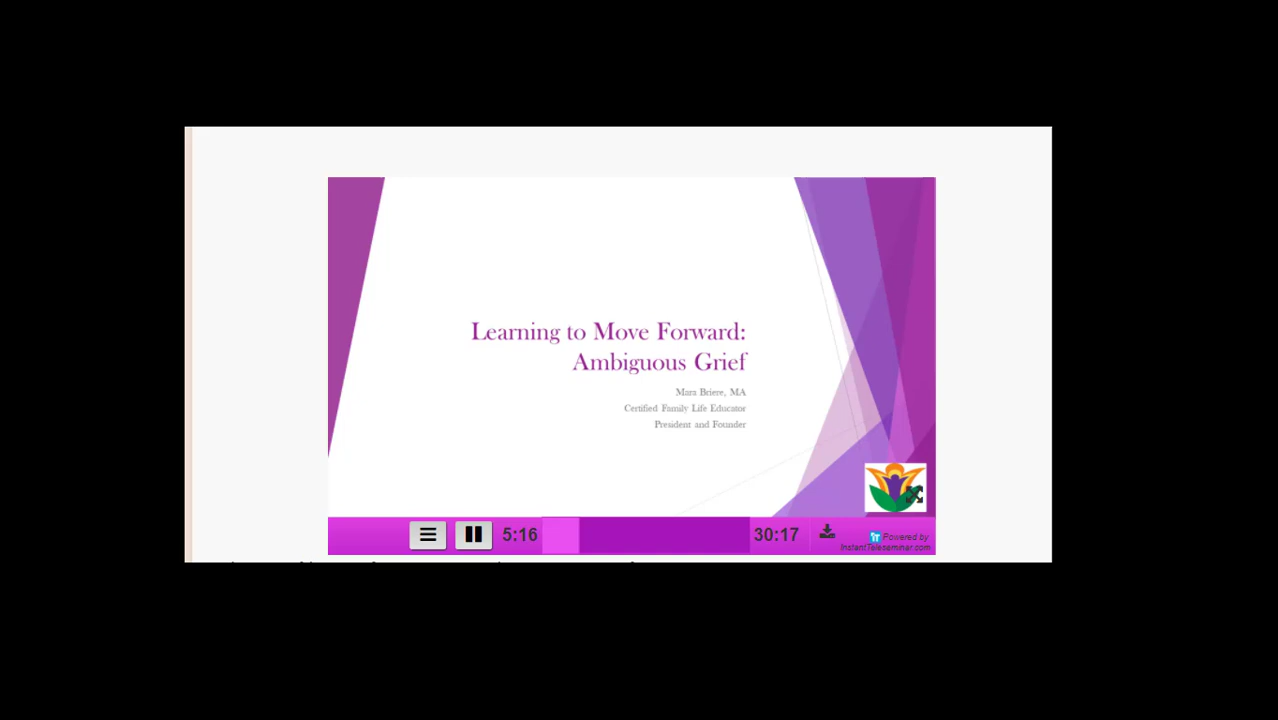 Learning to Move Forward:
Ambiguous Grief
Mara Briere, MA
Certified Family Life Educator
President and Founder
5:16
30:17
Powered by
InstantTeleseminar.com